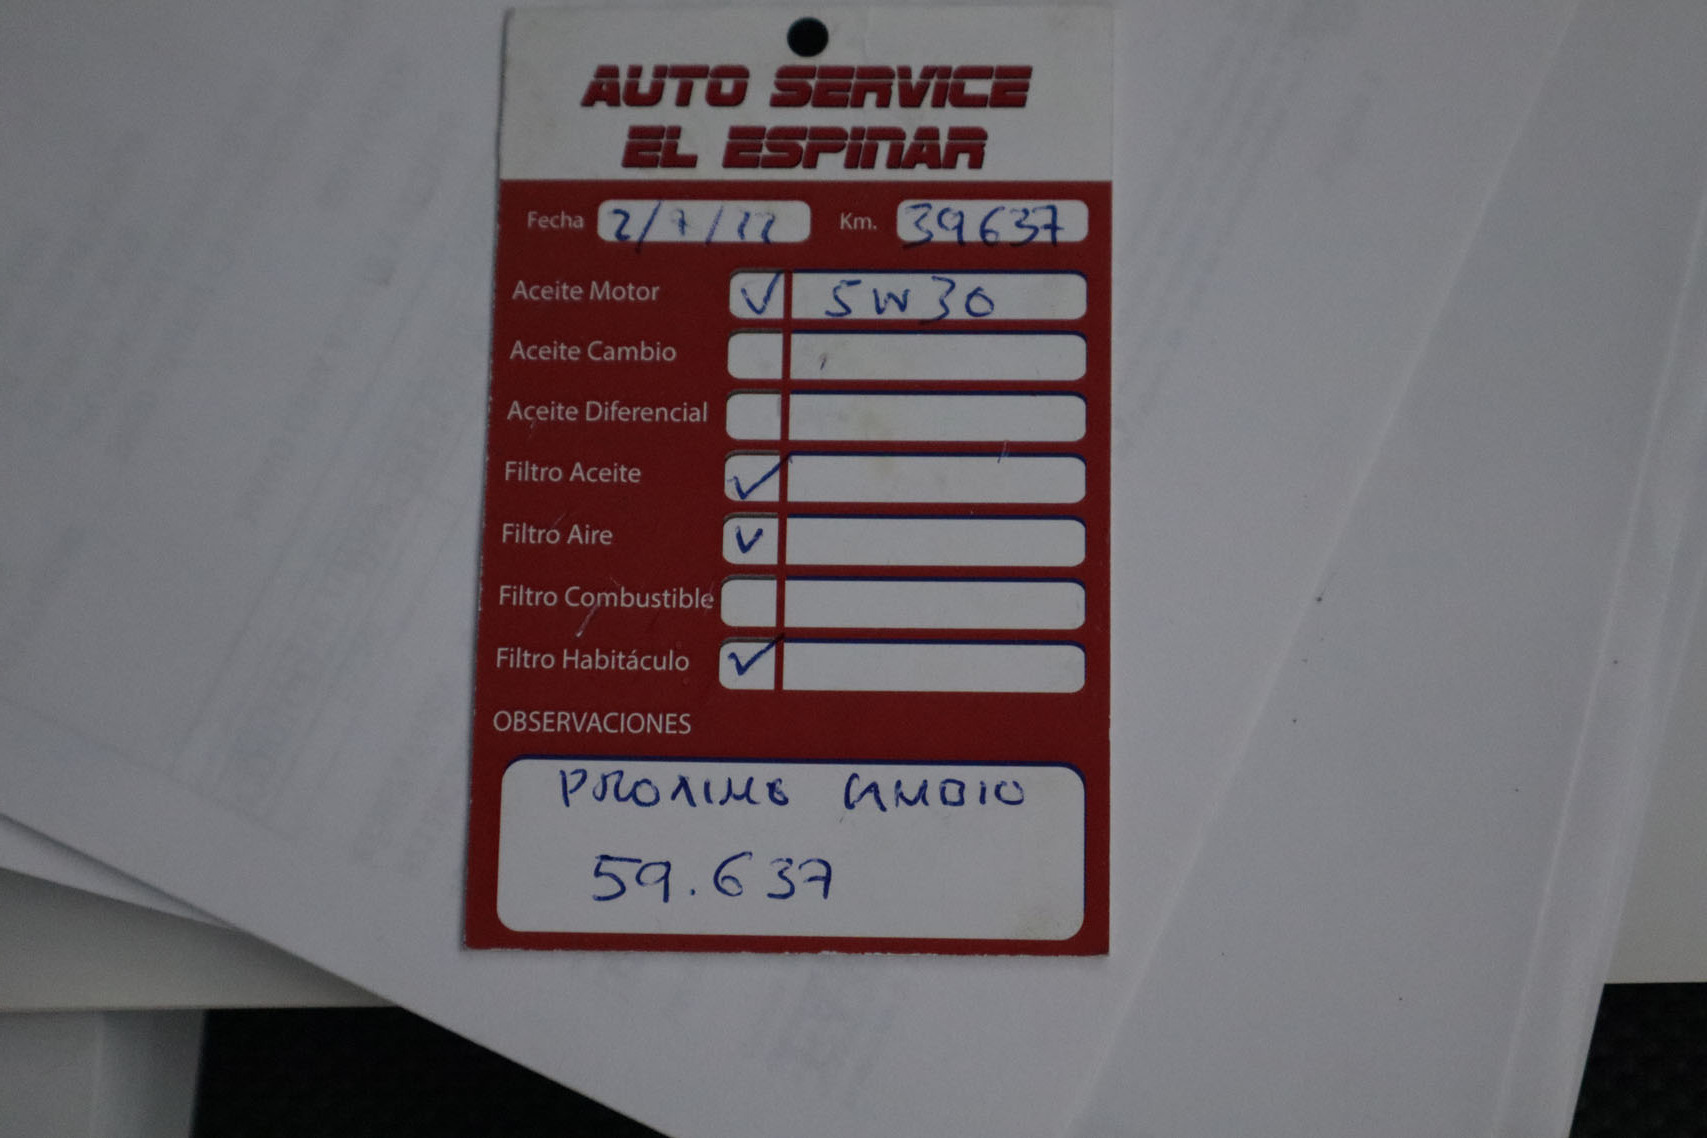 AUTO SERVICE
EL ESPINAR
Fecha 2/7/22 Km. 39637
Aceite Motor ✓ 5W30
Aceite Cambio
Aceite Diferencial
Filtro Aceite ✓
Filtro Aire ✓
Filtro Combustible
Filtro Habitáculo ✓
OBSERVACIONES
PROXIMO CAMBIO
59.637